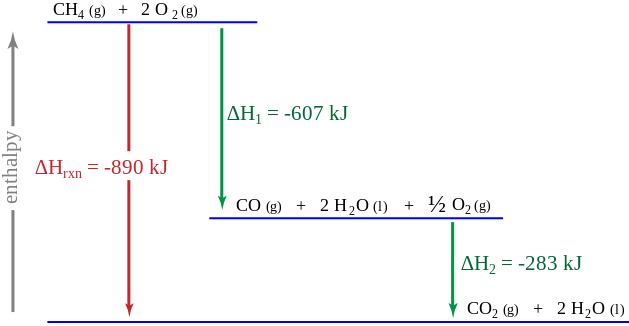 CH₄ (g) + 2 O₂ (g)
ΔH₁ = -607 kJ
enthalpy
ΔHrxn = -890 kJ
CO (g) + 2 H₂O (l) + ½ O₂ (g)
ΔH₂ = -283 kJ
CO₂ (g) + 2 H₂O (l)